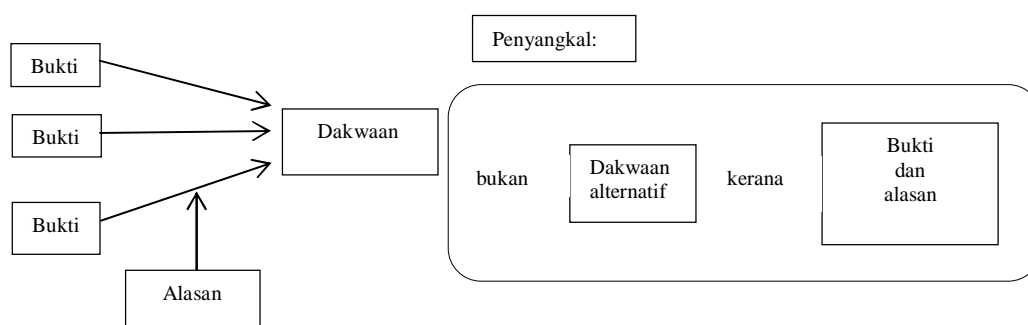 Penyangkal:
Bukti
Bukti
Bukti
Alasan
Dakwaan
bukan
Dakwaan
alternatif
kerana
Bukti
dan
alasan